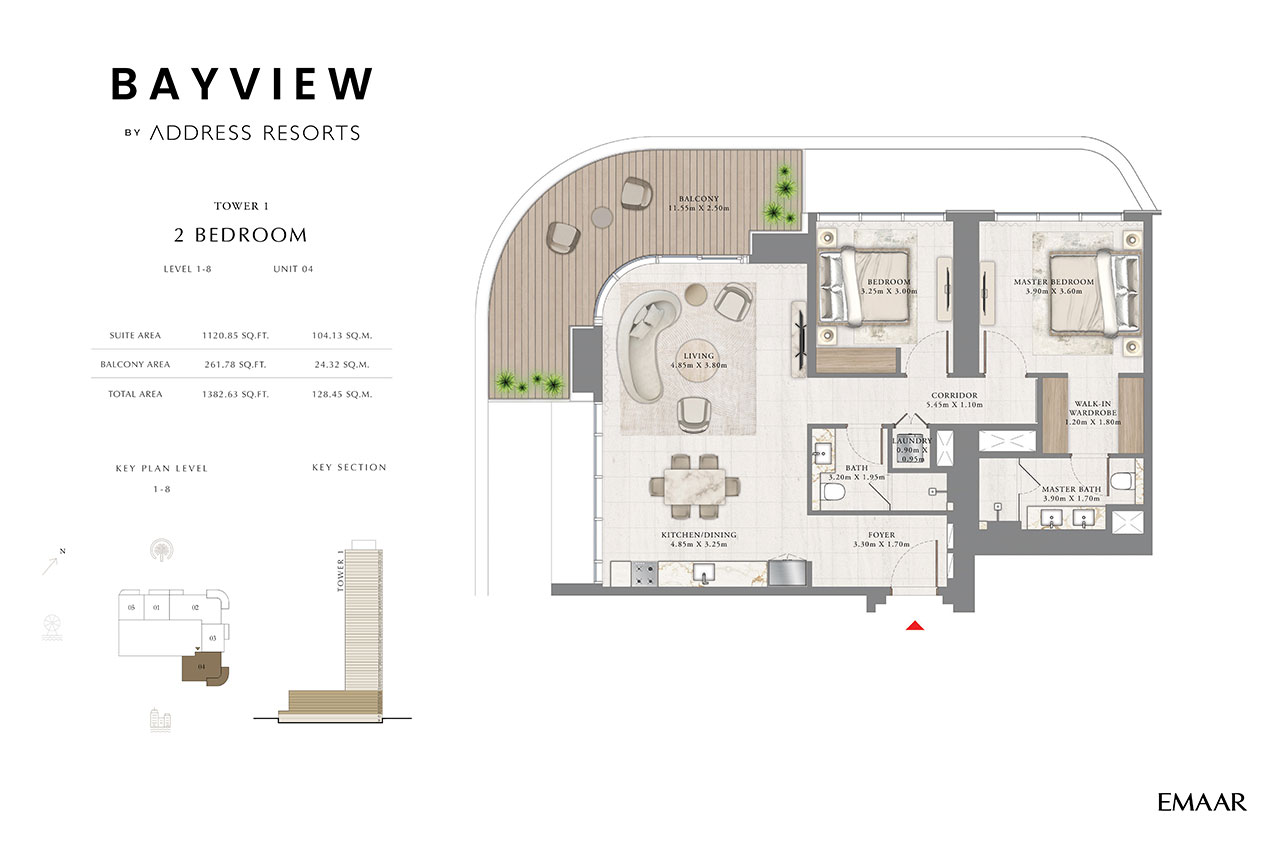 BAYVIEW
BY ADDRESS RESORTS
TOWER 1
2 BEDROOM
LEVEL 1-8 UNIT 04
SUITE AREA 1120.85 SQ.FT. 104.13 SQ.M.
BALCONY AREA 261.78 SQ.FT. 24.32 SQ.M.
TOTAL AREA 1382.63 SQ.FT. 128.45 SQ.M.
KEY PLAN LEVEL
1-8
KEY SECTION
N
05 01 02
03
04
TOWER 1
BALCONY
11.55m X 2.50m
BEDROOM
3.25m X 3.00m
MASTER BEDROOM
3.90m X 3.60m
LIVING
4.85m X 3.80m
CORRIDOR
5.45m X 1.10m
WALK-IN
WARDROBE
1.20m X 1.80m
LAUNDRY
0.90m X
0.95m
BATH
3.20m X 1.95m
MASTER BATH
3.90m X 1.70m
KITCHEN/DINING
4.85m X 3.25m
FOYER
3.30m X 1.70m
EMAAR